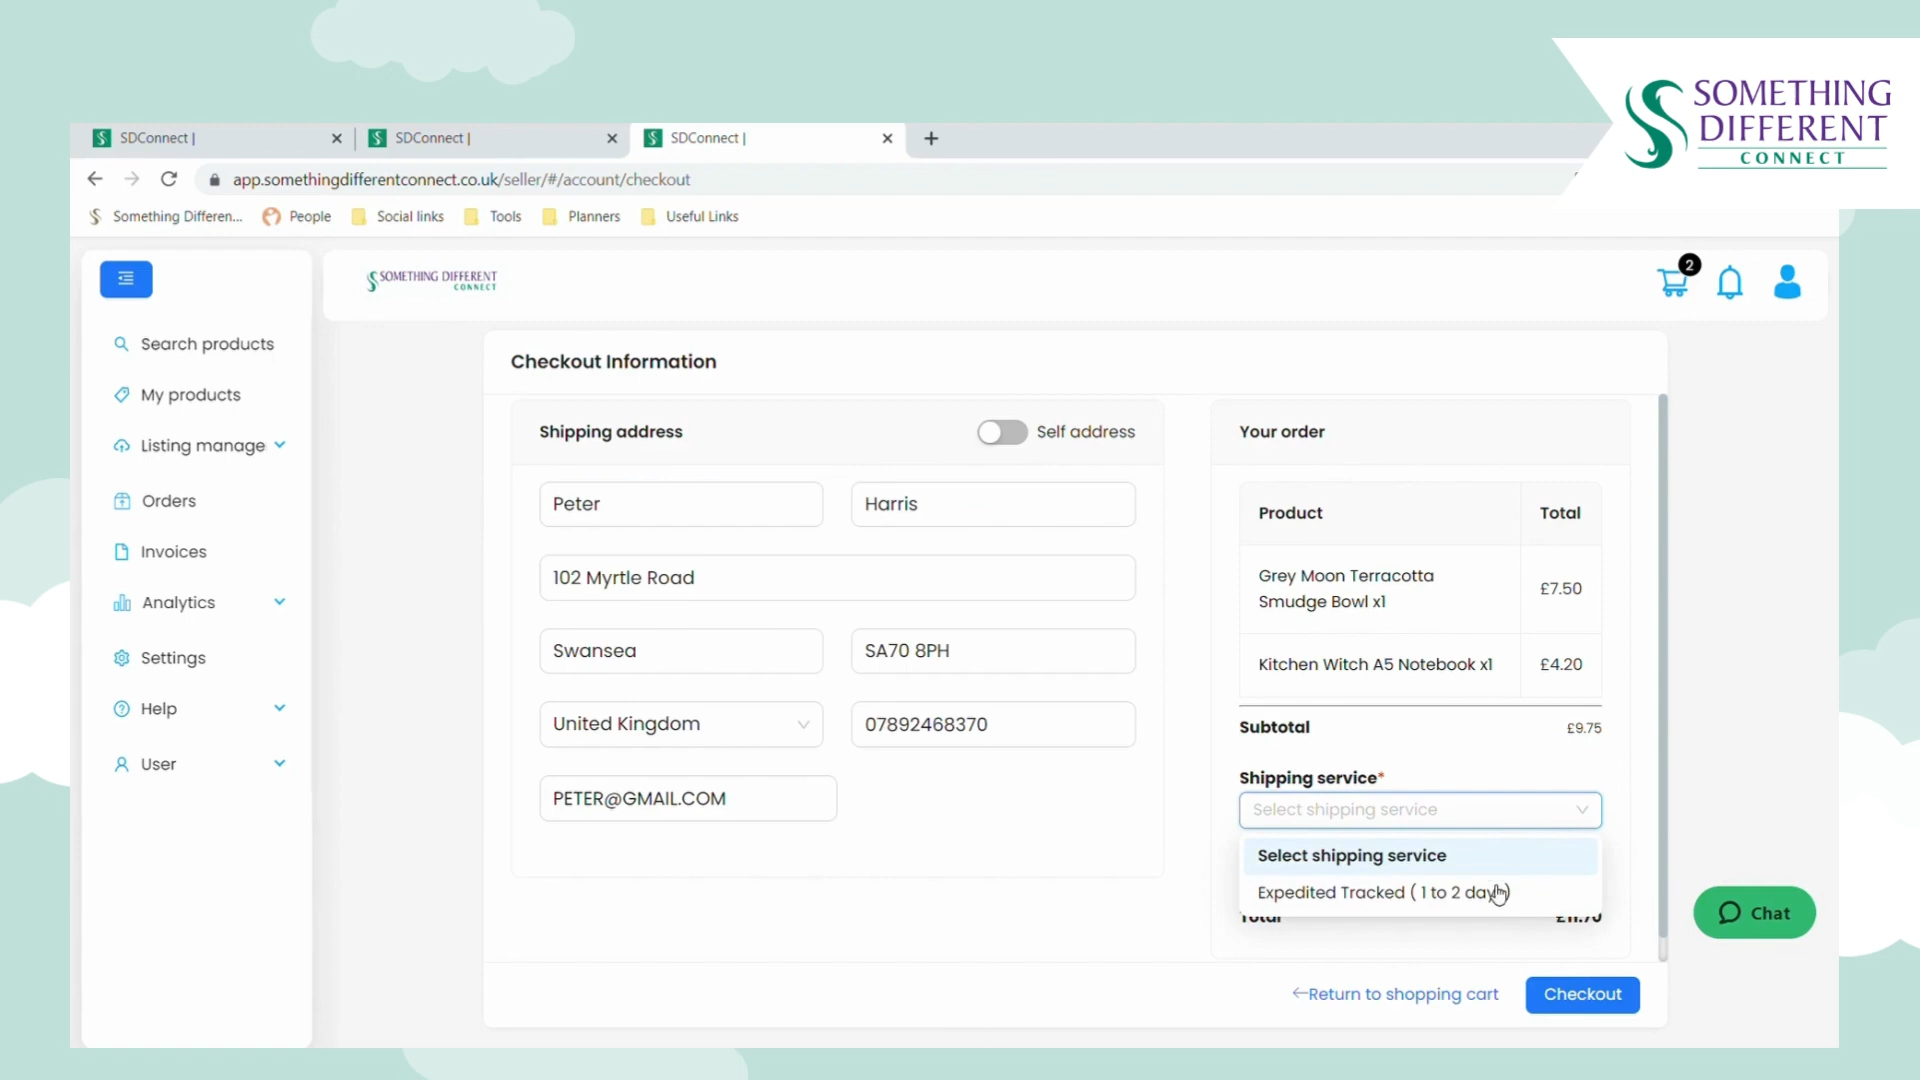 SOMETHING
DIFFERENT
CONNECT
SDConnect |
SDConnect |
SDConnect |
app.somethingdifferentconnect.co.uk/seller/#/account/checkout
Something Differen...
People
Social links
Tools
Planners
Useful Links
SOMETHING DIFFERENT
CONNECT
2
Search products
My products
Listing manage
Orders
Invoices
Analytics
Settings
Help
User
Checkout Information
Shipping address
Self address
Peter
Harris
102 Myrtle Road
Swansea
SA70 8PH
United Kingdom
07892468370
PETER@GMAIL.COM
Your order
Product
Total
Grey Moon Terracotta
Smudge Bowl x1
£7.50
Kitchen Witch A5 Notebook x1
£4.20
Subtotal
£9.75
Shipping service*
Select shipping service
Select shipping service
Expedited Tracked ( 1 to 2 day)
Total
£11.70
Return to shopping cart
Checkout
Chat